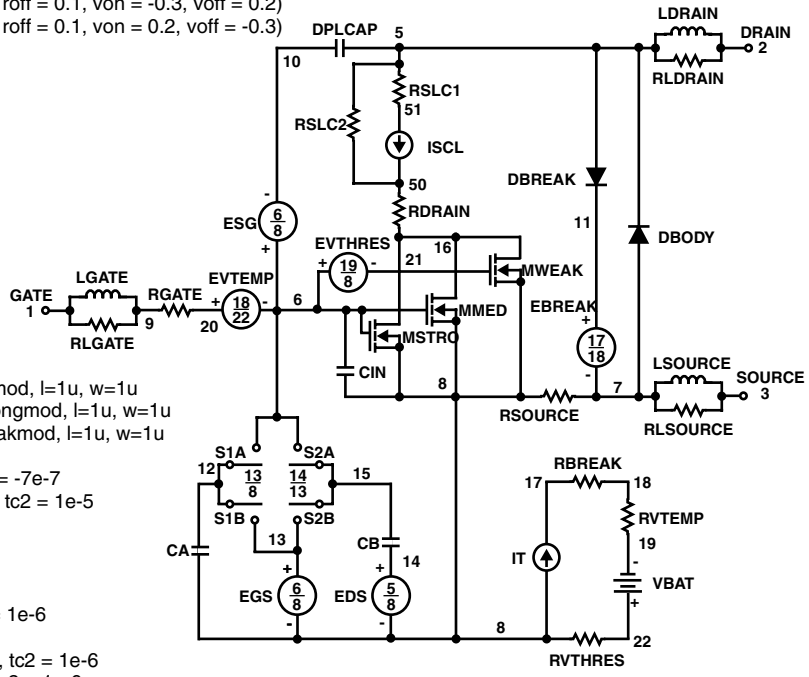 roff = 0.1, von = -0.3, voff = 0.2)
roff = 0.1, von = 0.2, voff = -0.3)
LDRAIN
DPLCAP
5
DRAIN
2
10
RLDRAIN
RSLC1
51
RSLC2
ISCL
50
DBREAK
RDRAIN
-
ESG
6
8
+
11
DBODY
EVTHRES
16
+
19
8
-
21
MWEAK
LGATE
EVTEMP
GATE
1
RGATE
+
18
22
-
6
EBREAK
MMED
9
20
+
RLGATE
MSTRO
17
18
-
CIN
LSOURCE
8
7
SOURCE
3
mod, l=1u, w=1u
RSOURCE
ongmod, l=1u, w=1u
RLSOURCE
akmod, l=1u, w=1u
S1A
S2A
RBREAK
12
13
8
14
13
15
17
18
= -7e-7
tc2 = 1e-5
S1B
S2B
RVTEMP
13
CB
19
CA
14
IT
-
+
+
VBAT
EGS
6
8
EDS
5
8
+
= 1e-6
-
-
8
22
, tc2 = 1e-6
RVTHRES